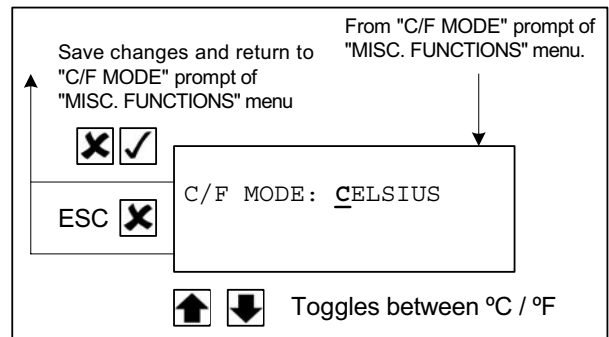 From "C/F MODE" prompt of
"MISC. FUNCTIONS" menu.
Save changes and return to
"C/F MODE" prompt of
"MISC. FUNCTIONS" menu
C/F MODE: CELSIUS
ESC
Toggles between ºC / ºF